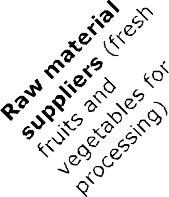 Raw material
suppliers (fresh
fruits and
vegetables for
processing)